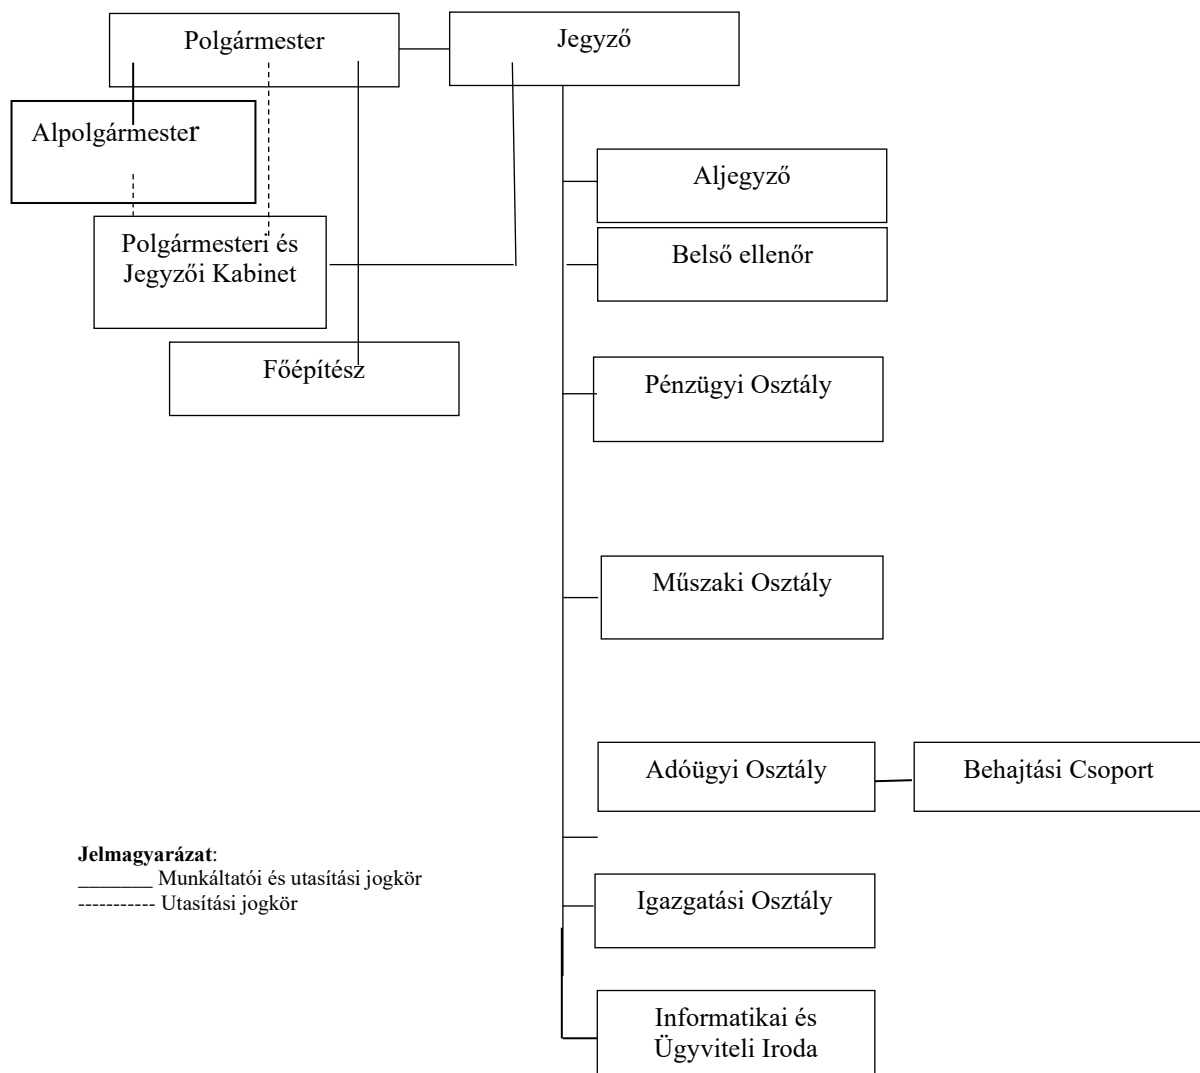 Polgármester
Jegyző
Alpolgármester
Aljegyző
Polgármesteri és
Jegyzői Kabinet
Belső ellenőr
Főépítész
Pénzügyi Osztály
Műszaki Osztály
Adóügyi Osztály
Behajtási Csoport
Jelmagyarázat:
_______ Munkáltatói és utasítási jogkör
----------- Utasítási jogkör
Igazgatási Osztály
Informatikai és
Ügyviteli Iroda